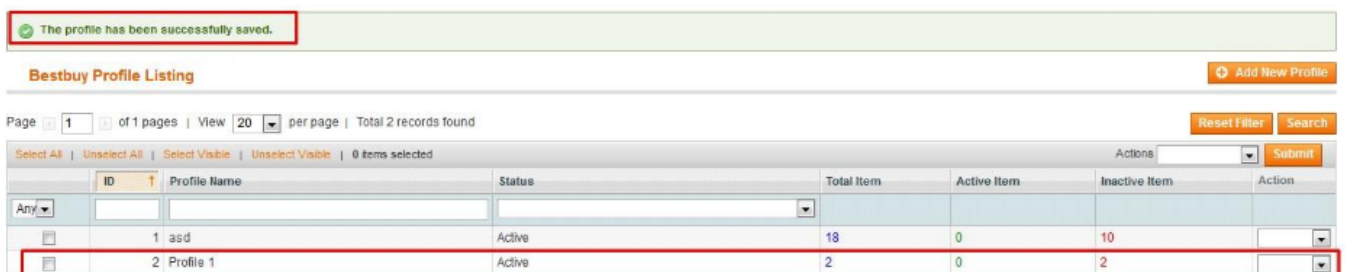 The profile has been successfully saved.
Bestbuy Profile Listing
Add New Profile
Page 1 of 1 pages | View 20 per page | Total 2 records found
Reset Filter Search
Select All | Unselect All | Select Visible | Unselect Visible | 0 items selected Actions Submit
ID Profile Name Status Total Item Active Item Inactive Item Action
Any
1 asd Active 18 0 10
2 Profile 1 Active 2 0 2